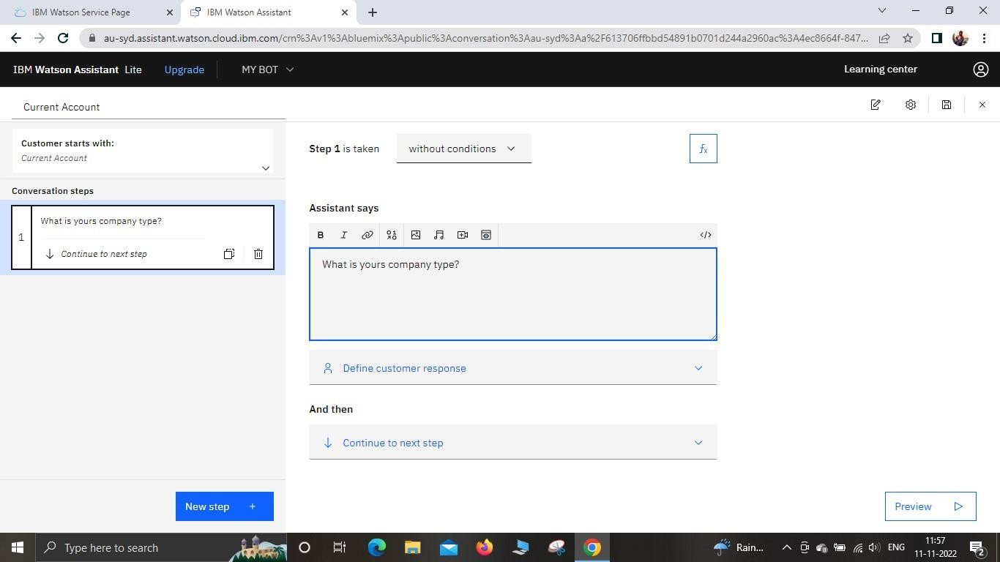 IBM Watson Service Page
IBM Watson Assistant
au-syd.assistant.watson.cloud.ibm.com/crn%3Av1%3Abluemix%3Apublic%3Aconversation%3Aau-syd%3Aa%2F613706ffbbd54891b0701d244a2960ac%3A4ec8664f-847...
IBM Watson Assistant Lite
Upgrade
MY BOT
Learning center
Current Account
Customer starts with:
Current Account
Conversation steps
1
What is yours company type?
Continue to next step
New step +
Step 1 is taken
without conditions
fx
Assistant says
B I
</>
What is yours company type?
Define customer response
And then
Continue to next step
Preview
Type here to search
Rain...
ENG
11:57
11-11-2022
2